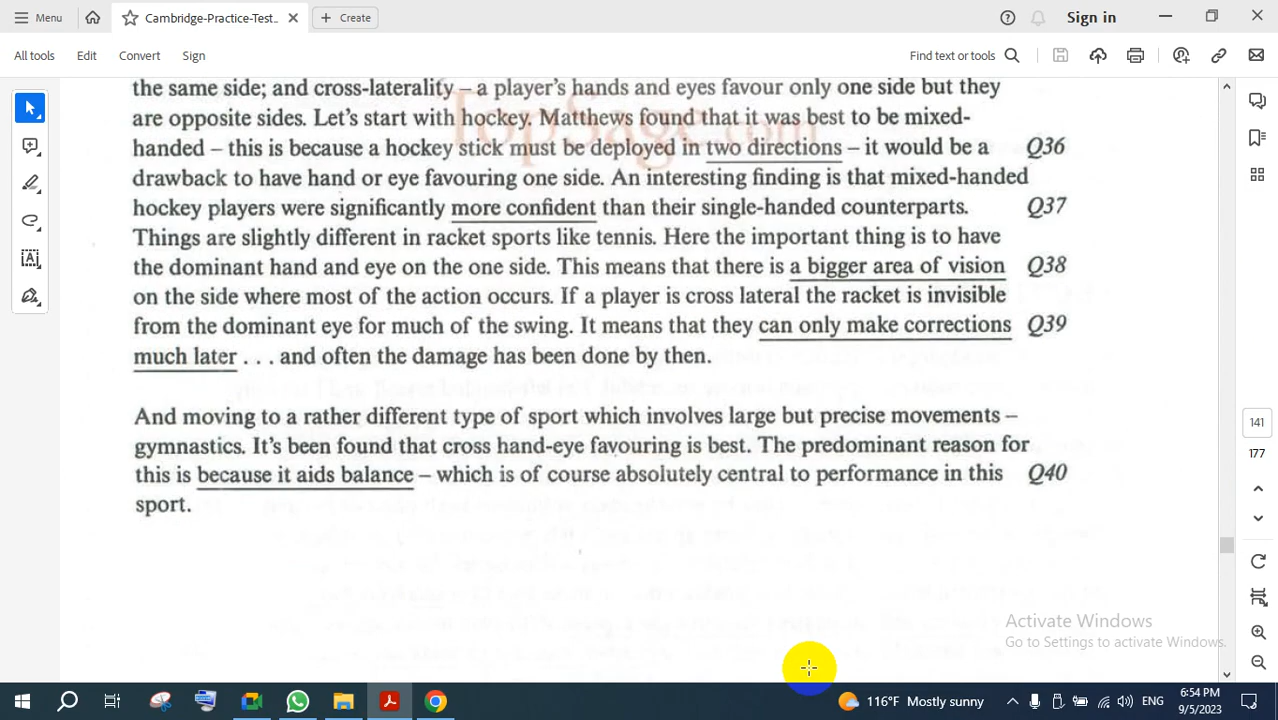 Menu
Cambridge-Practice-Test...
Create
Sign in
All tools
Edit
Convert
Sign
Find text or tools
the same side; and cross-laterality – a player's hands and eyes favour only one side but they
are opposite sides. Let's start with hockey. Matthews found that it was best to be mixed-
handed – this is because a hockey stick must be deployed in two directions – it would be a Q36
drawback to have hand or eye favouring one side. An interesting finding is that mixed-handed
hockey players were significantly more confident than their single-handed counterparts. Q37
Things are slightly different in racket sports like tennis. Here the important thing is to have
the dominant hand and eye on the one side. This means that there is a bigger area of vision Q38
on the side where most of the action occurs. If a player is cross lateral the racket is invisible
from the dominant eye for much of the swing. It means that they can only make corrections Q39
much later . . . and often the damage has been done by then.
And moving to a rather different type of sport which involves large but precise movements –
gymnastics. It's been found that cross hand-eye favouring is best. The predominant reason for
this is because it aids balance – which is of course absolutely central to performance in this Q40
sport.
TopSage.com
141
177
Activate Windows
Go to Settings to activate Windows.
116°F Mostly sunny
ENG
6:54 PM
9/5/2023